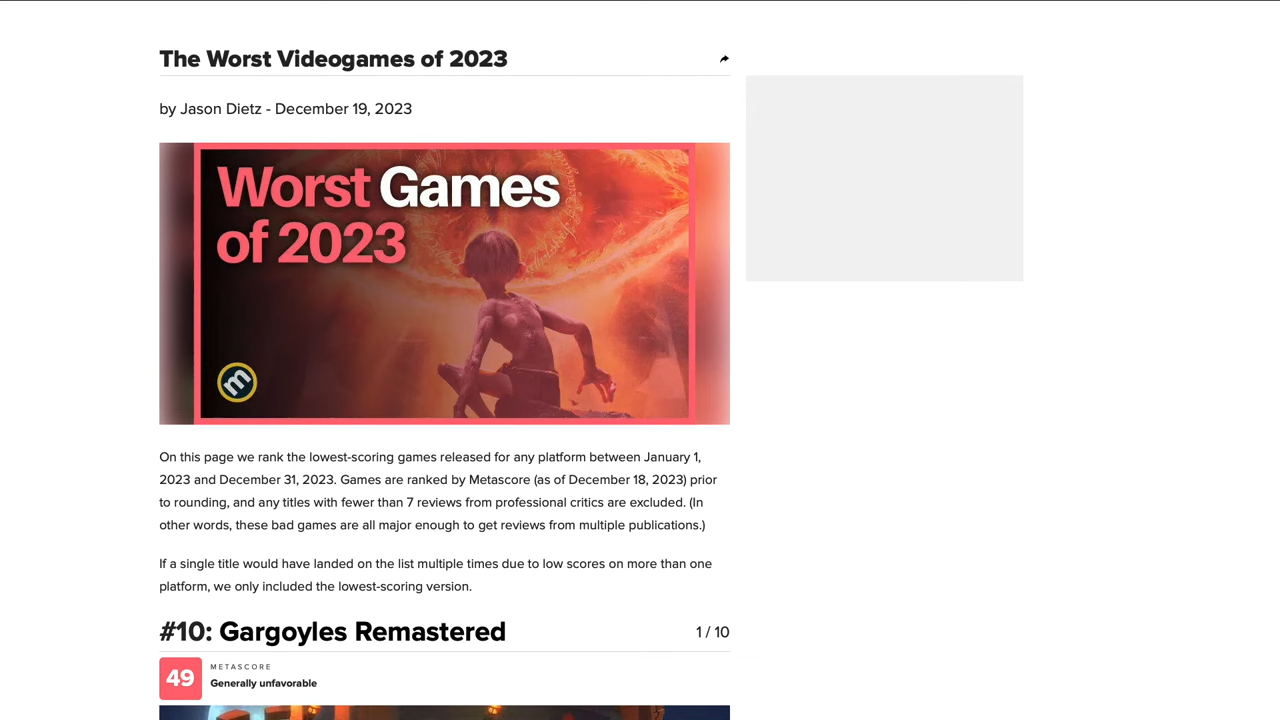 The Worst Videogames of 2023
by Jason Dietz - December 19, 2023
Worst Games
of 2023
m
On this page we rank the lowest-scoring games released for any platform between January 1,
2023 and December 31, 2023. Games are ranked by Metascore (as of December 18, 2023) prior
to rounding, and any titles with fewer than 7 reviews from professional critics are excluded. (In
other words, these bad games are all major enough to get reviews from multiple publications.)
If a single title would have landed on the list multiple times due to low scores on more than one
platform, we only included the lowest-scoring version.
#10: Gargoyles Remastered
1 / 10
49
METASCORE
Generally unfavorable